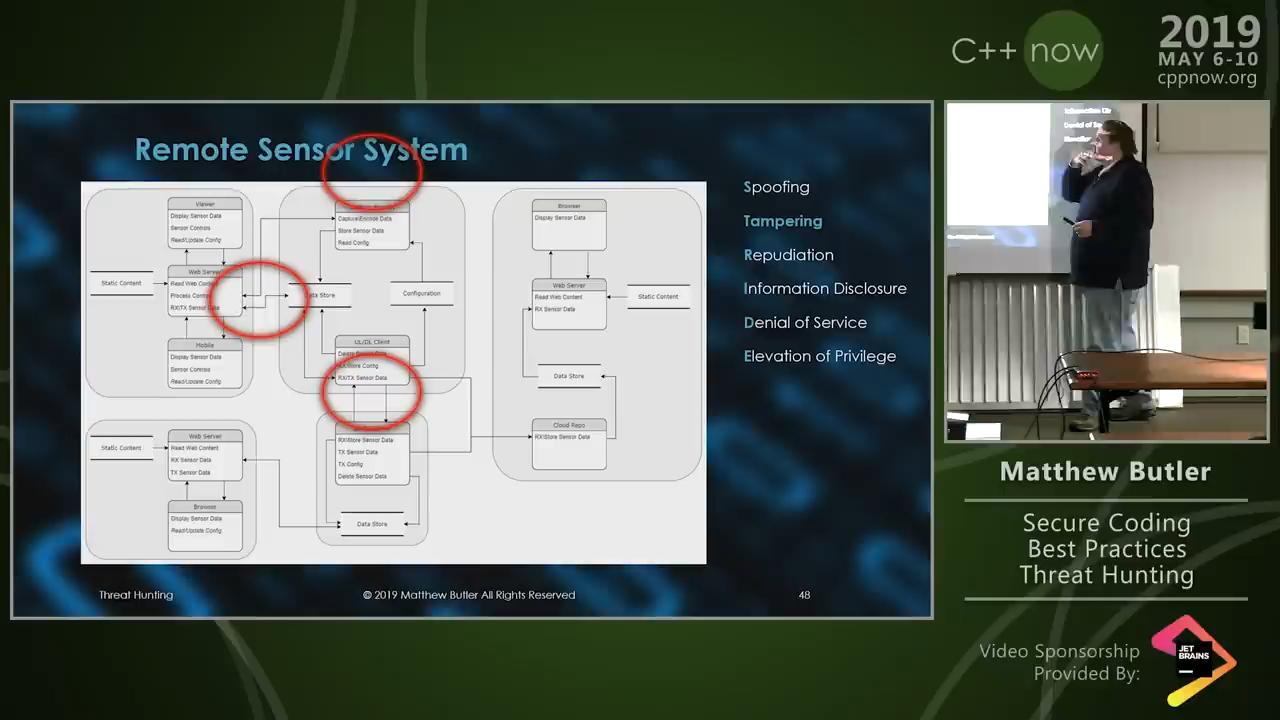 C++ now
2019
MAY 6-10
cppnow.org
Remote Sensor System
Viewer
Display Sensor Data
Sensor Controls
Read/Update Config
Static Content
Web Server
Read Web Content
RX/TX Sensor Data
Mobile
Display Sensor Data
Sensor Controls
Read/Update Config
Capture\Encode Data
Store Sensor Data
Read Config
Data Store
Configuration
UL/DL Client
RX/TX Sensor Data
RX\Store Sensor Data
TX Sensor Data
TX Config
Delete Sensor Data
Data Store
Static Content
Web Server
Read Web Content
RX Sensor Data
TX Sensor Data
Browser
Display Sensor Data
Read/Update Config
Browser
Display Sensor Data
Web Server
Read Web Content
RX Sensor Data
Static Content
Data Store
Cloud Repo
RX\Store Sensor Data
Spoofing
Tampering
Repudiation
Information Disclosure
Denial of Service
Elevation of Privilege
Threat Hunting
© 2019 Matthew Butler All Rights Reserved
48
Matthew Butler
Secure Coding
Best Practices
Threat Hunting
Video Sponsorship
Provided By:
JET
BRAINS